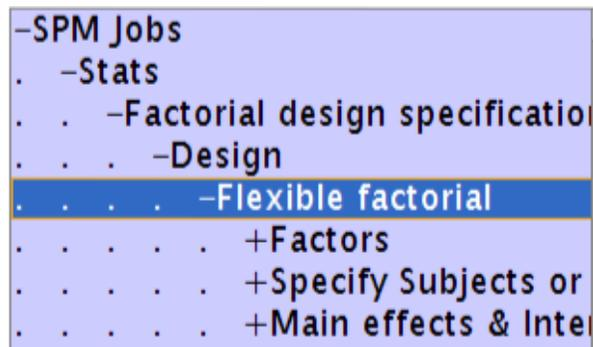 -SPM Jobs
. -Stats
. . -Factorial design specificatio
. . . -Design
. . . . -Flexible factorial
. . . . . +Factors
. . . . . +Specify Subjects or
. . . . . +Main effects & Inte